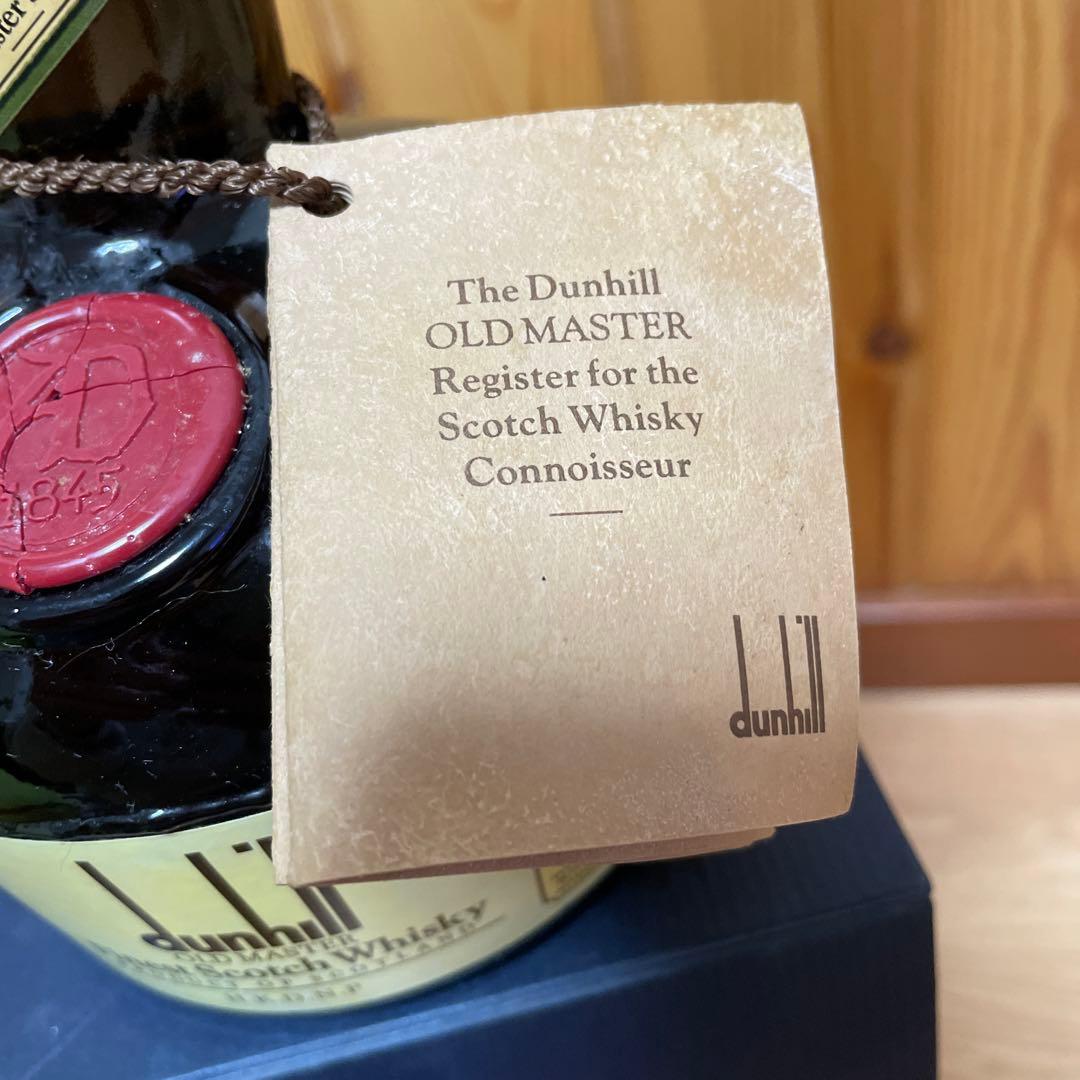 The Dunhill
OLD MASTER
Register for the
Scotch Whisky
Connoisseur
dunhill
D
1845
dunhill
OLD MASTER
Scotch Whisky